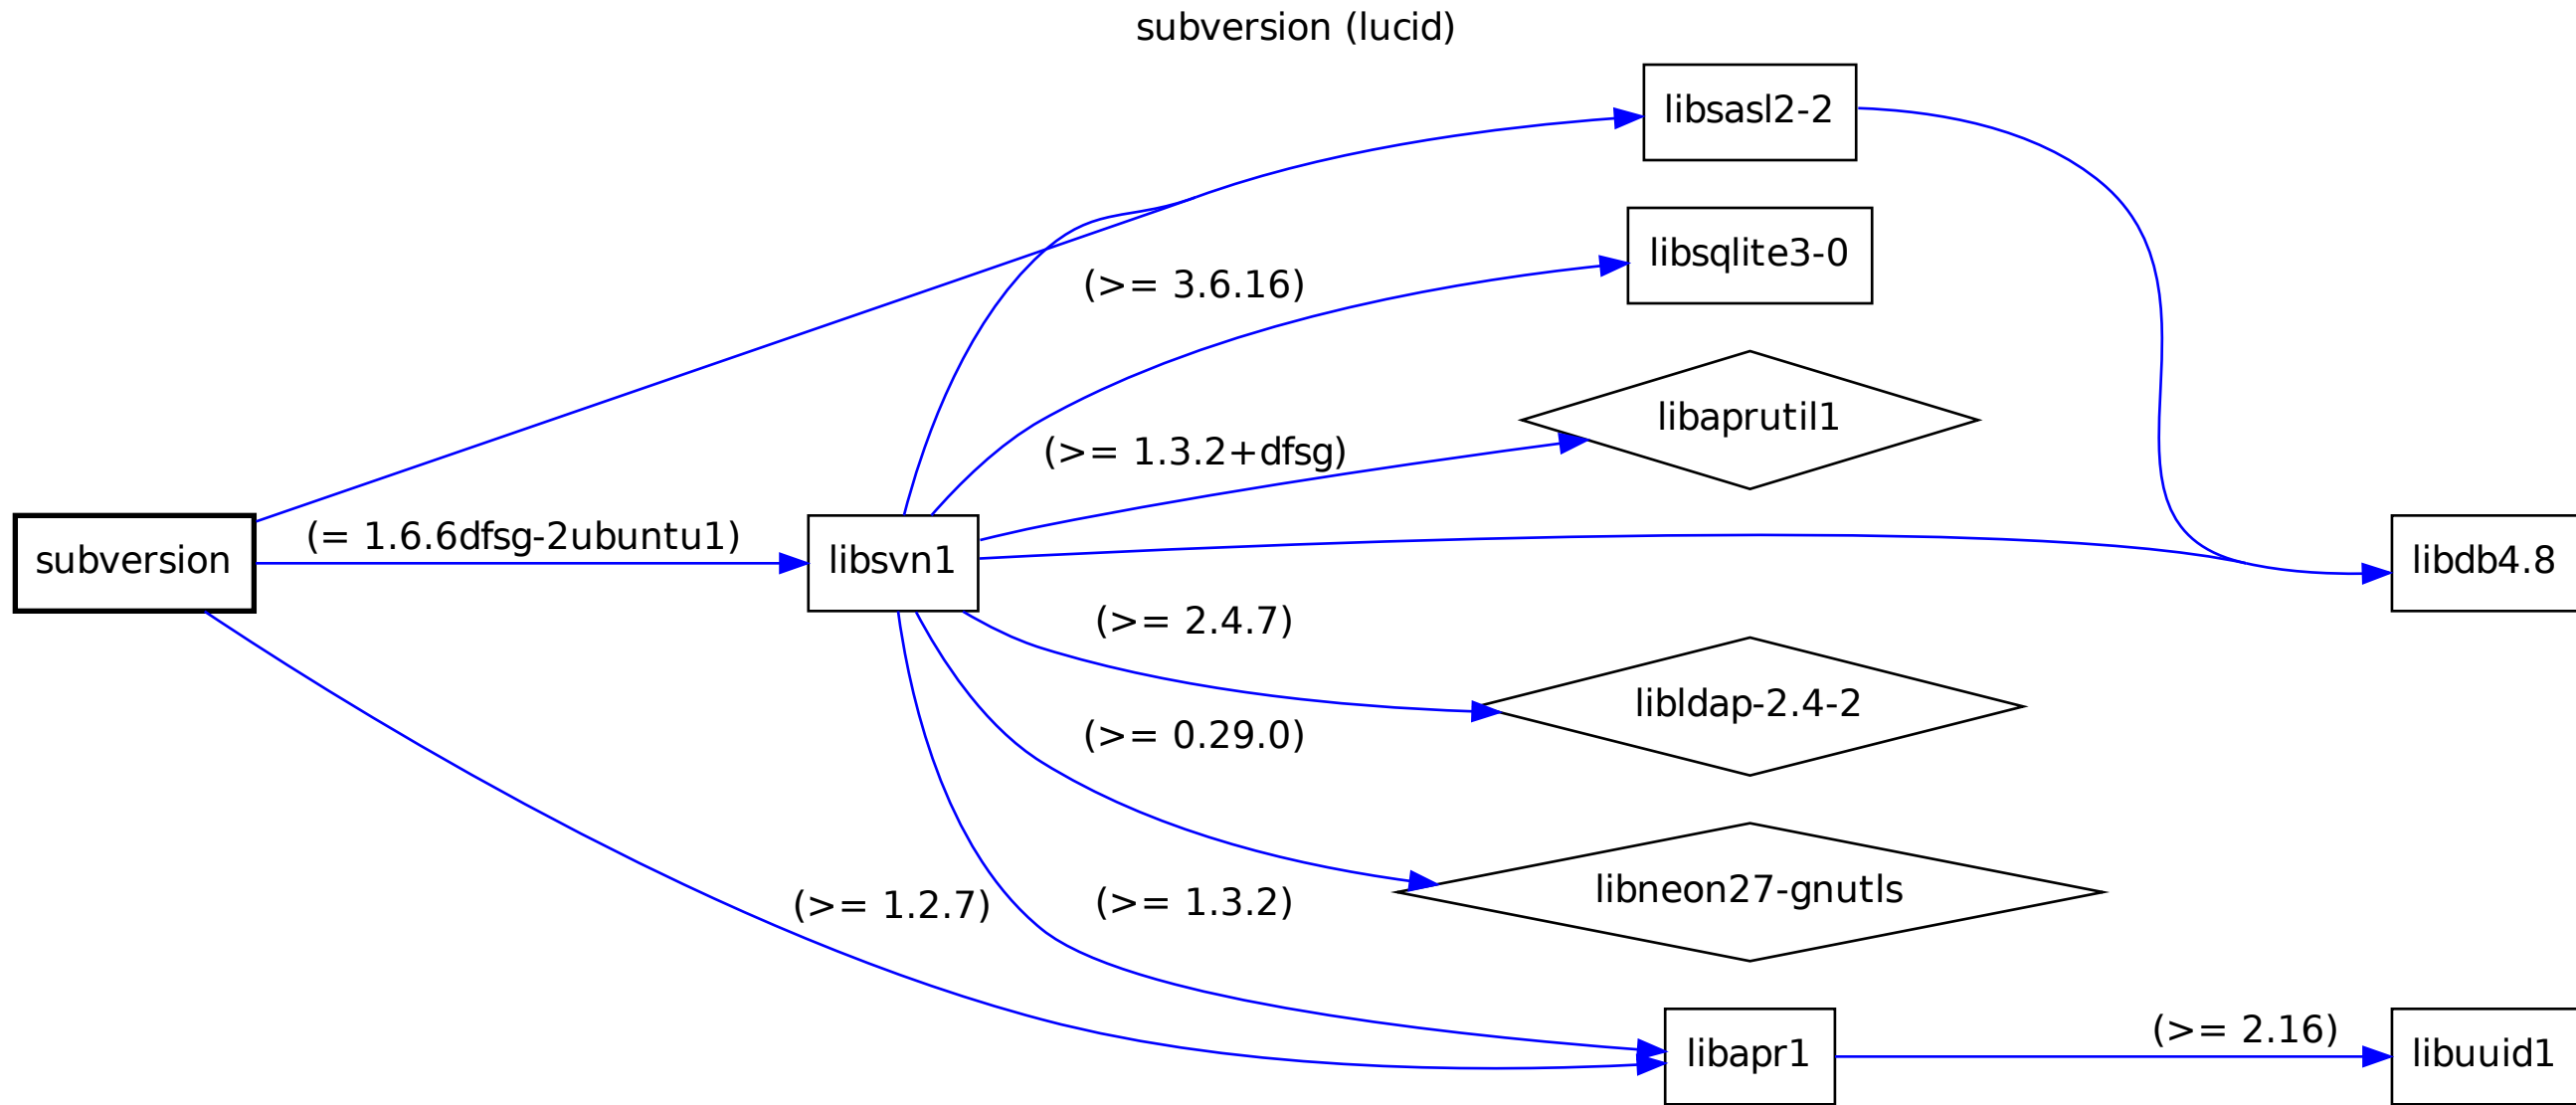 subversion (lucid)
libsasl2-2
libsqlite3-0
(>= 3.6.16)
libaprutil1
(>= 1.3.2+dfsg)
subversion
(= 1.6.6dfsg-2ubuntu1)
libsvn1
libdb4.8
(>= 2.4.7)
libldap-2.4-2
(>= 0.29.0)
libneon27-gnutls
(>= 1.2.7)
(>= 1.3.2)
libapr1
(>= 2.16)
libuuid1